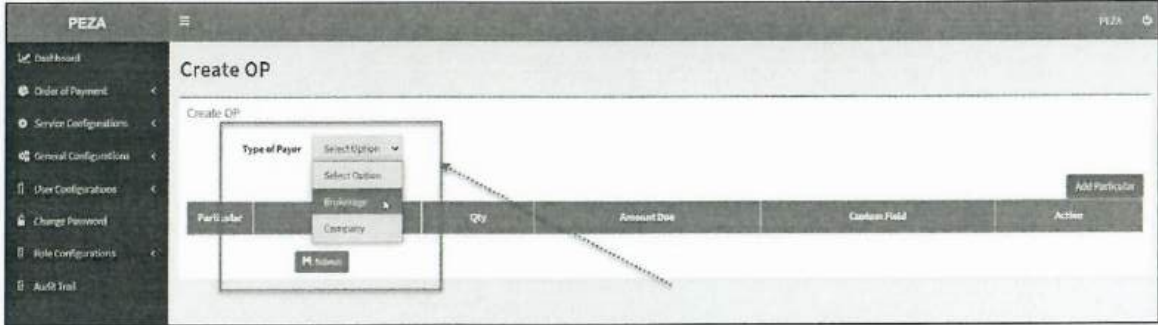 PEZA
PEZA
Dashboard
Order of Payment
Service Configurations
General Configurations
User Configurations
Change Password
Role Configurations
Audit Trail
Create OP
Create OP
Type of Payor Select Option
Select Option
Brokerage
Company
Add Particular
Particular Qty Amount Due Custom Field Action
Submit